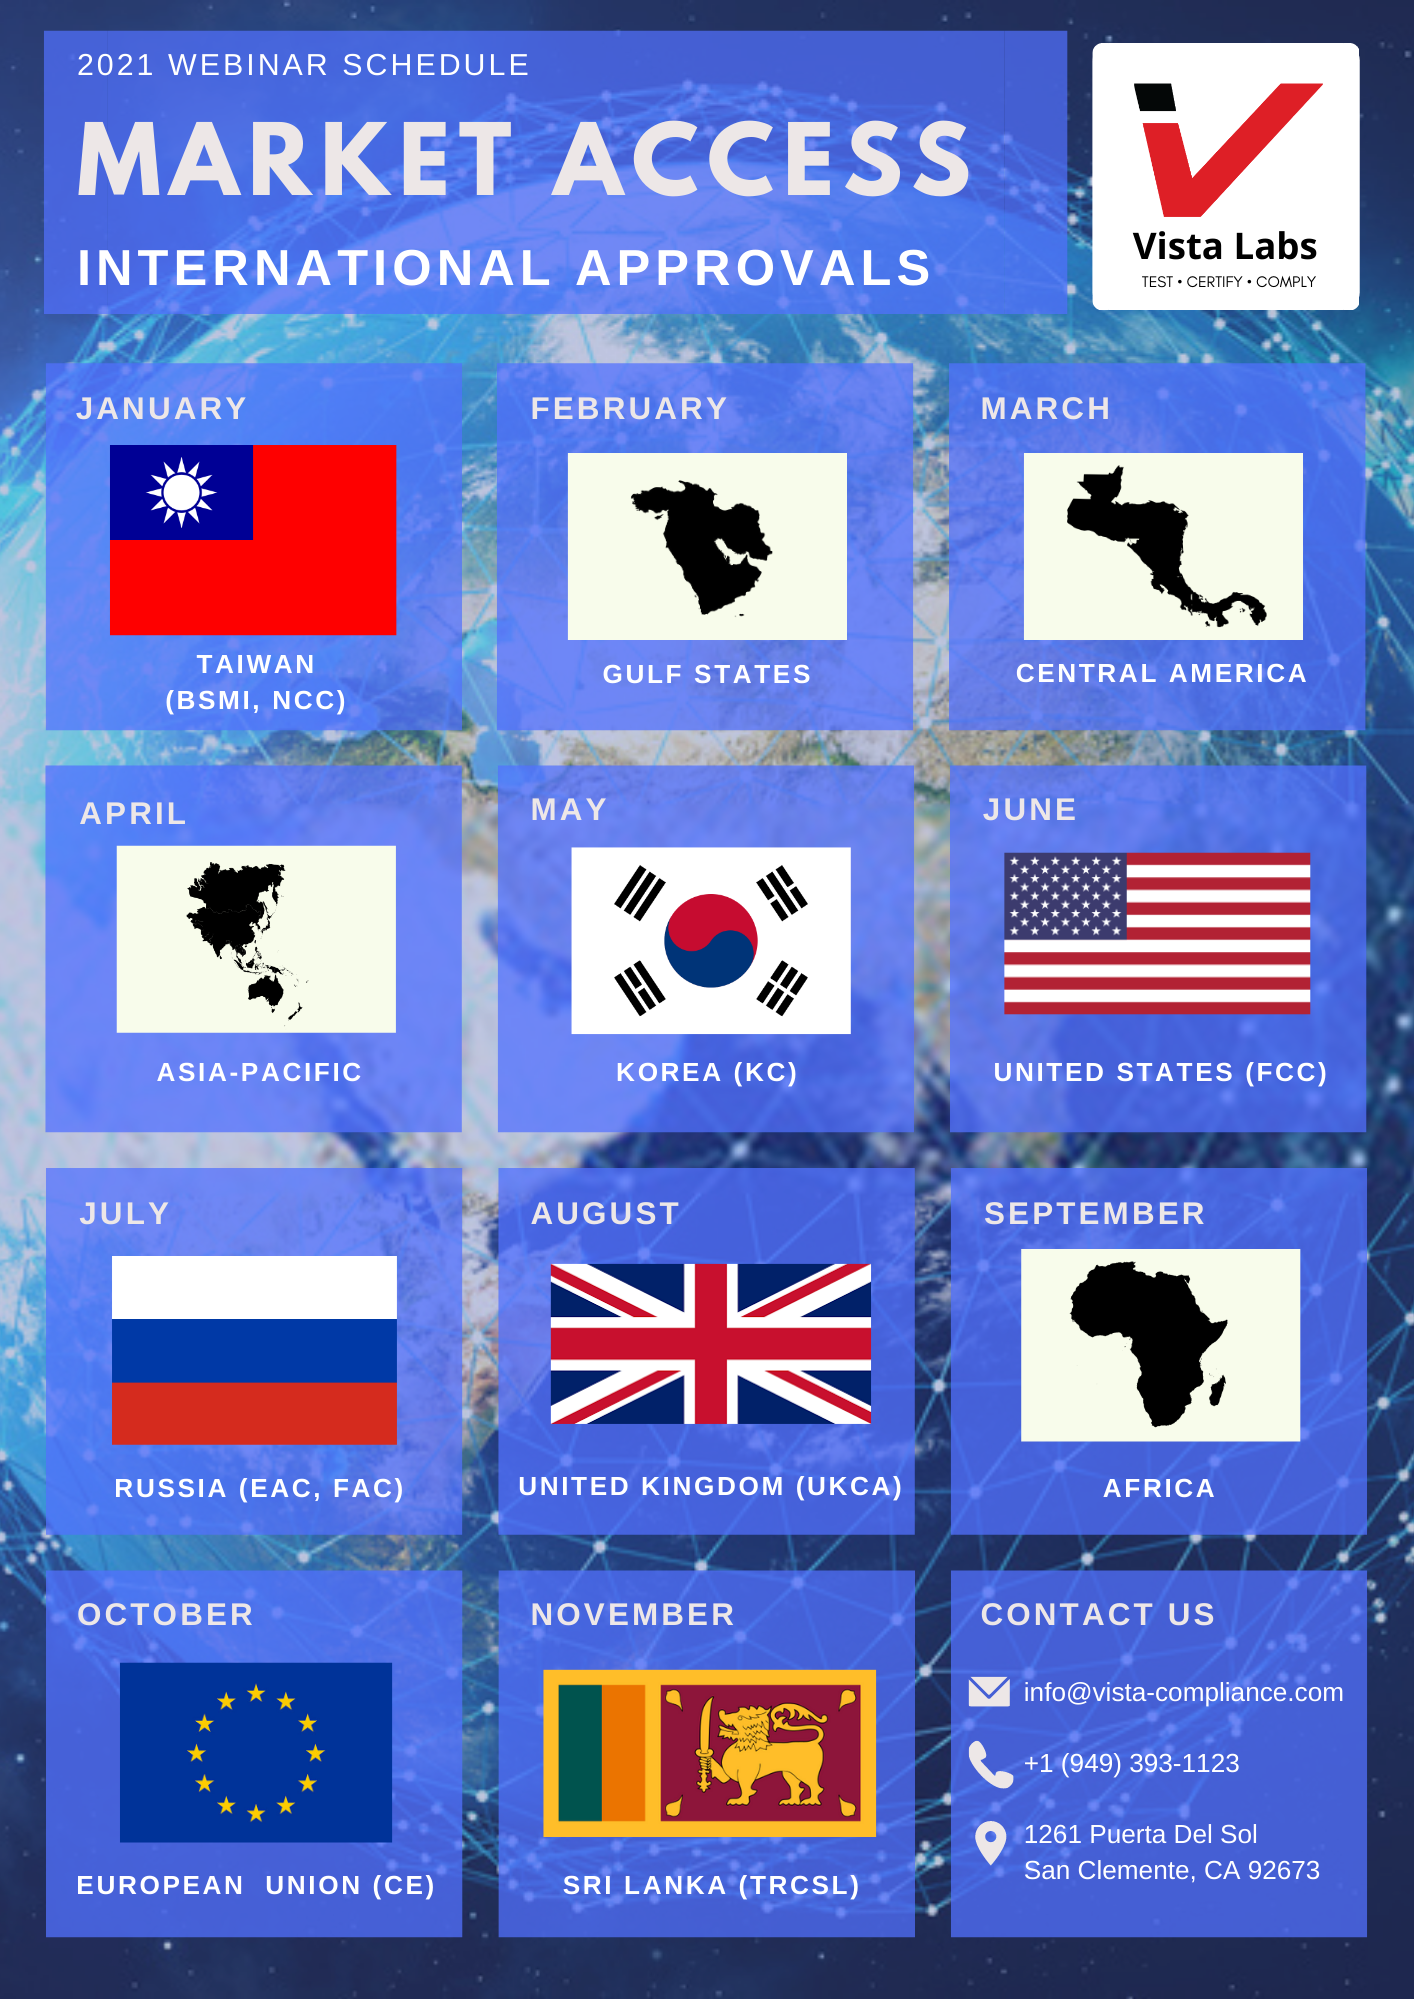 2021 WEBINAR SCHEDULE
MARKET ACCESS
INTERNATIONAL APPROVALS
Vista Labs
TEST • CERTIFY • COMPLY
JANUARY
TAIWAN
(BSMI, NCC)
FEBRUARY
GULF STATES
MARCH
CENTRAL AMERICA
APRIL
ASIA-PACIFIC
MAY
KOREA (KC)
JUNE
UNITED STATES (FCC)
JULY
RUSSIA (EAC, FAC)
AUGUST
UNITED KINGDOM (UKCA)
SEPTEMBER
AFRICA
OCTOBER
EUROPEAN UNION (CE)
NOVEMBER
SRI LANKA (TRCSL)
CONTACT US
info@vista-compliance.com
+1 (949) 393-1123
1261 Puerta Del Sol
San Clemente, CA 92673